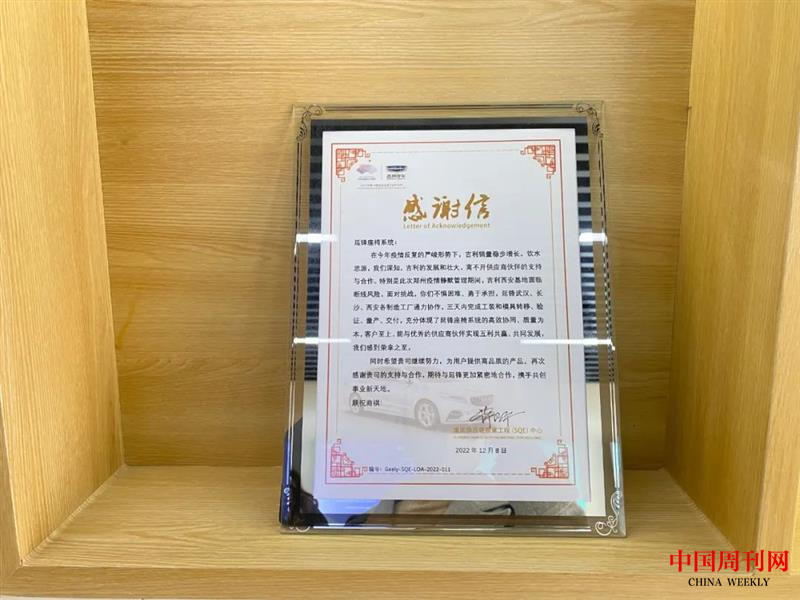 吉利汽车
感谢信
Letter of Acknowledgement
延锋座椅系统：
在今年疫情反复的严峻形势下，吉利销量稳步增长，饮水
思源，我们深知，吉利的发展和壮大，离不开供应商伙伴的支持
与合作。特别是此次郑州疫情静默管理期间，吉利西安基地面临
断线风险，面对挑战，你们不惧困难、勇于承担，延锋武汉、长
沙、西安各制造工厂通力协作，三天内完成工装和模具转移、验
证、量产、交付，充分体现了延锋座椅系统的高效协同、质量为
本、客户至上，能与优秀的供应商伙伴实现互利共赢、共同发展，
我们感到荣幸之至。
同时希望贵司继续努力，为用户提供高品质的产品。再次
感谢贵司的支持与合作，期待与延锋更加紧密地合作，携手共创
事业新天地。
顺祝商祺
(SQE) 中心
2022 年 12 月 8 日
编号：Geely-SQE-LOA-2022-011
中国周刊网
CHINA WEEKLY